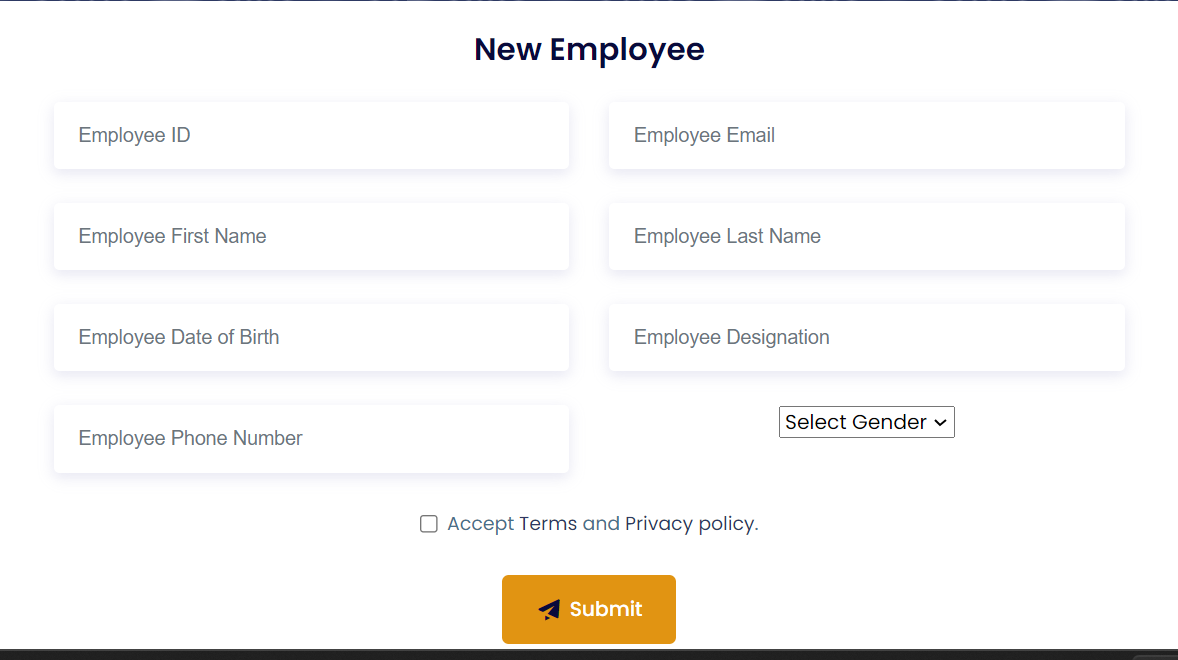 New Employee
Employee ID
Employee Email
Employee First Name
Employee Last Name
Employee Date of Birth
Employee Designation
Employee Phone Number
Select Gender
Accept Terms and Privacy policy.
Submit